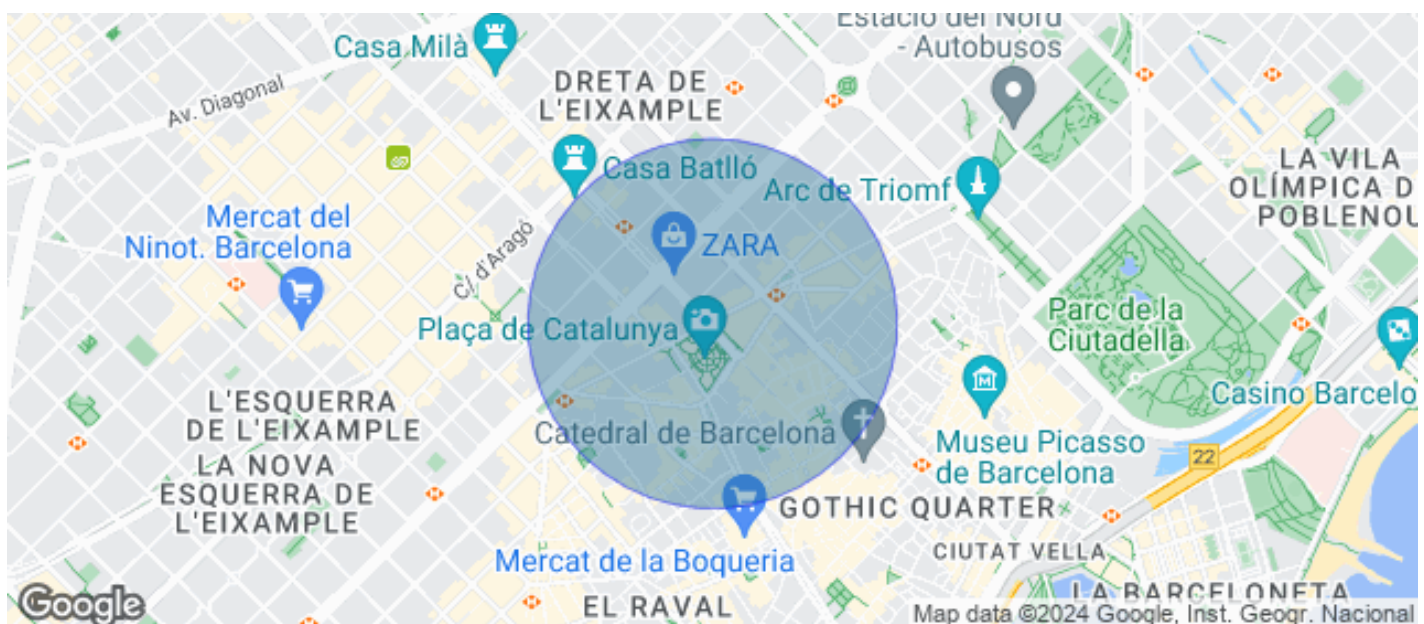 Estació del Nord
- Autobusos
Casa Milà
DRETA DE
L'EIXAMPLE
Av. Diagonal
Casa Batlló
Arc de Triomf
LA VILA
OLÍMPICA D
POBLENOU
Mercat del
Ninot. Barcelona
C/ d'Aragó
ZARA
Plaça de Catalunya
Parc de la
Ciutadella
Casino Barcelo
L'ESQUERRA
DE L'EIXAMPLE
Catedral de Barcelona
Museu Picasso
de Barcelona
22
LA NOVA
ESQUERRA DE
L'EIXAMPLE
GOTHIC QUARTER
Mercat de la Boqueria
CIUTAT VELLA
EL RAVAL
LA BARCELONETA
Google
Map data ©2024 Google, Inst. Geogr. Nacional